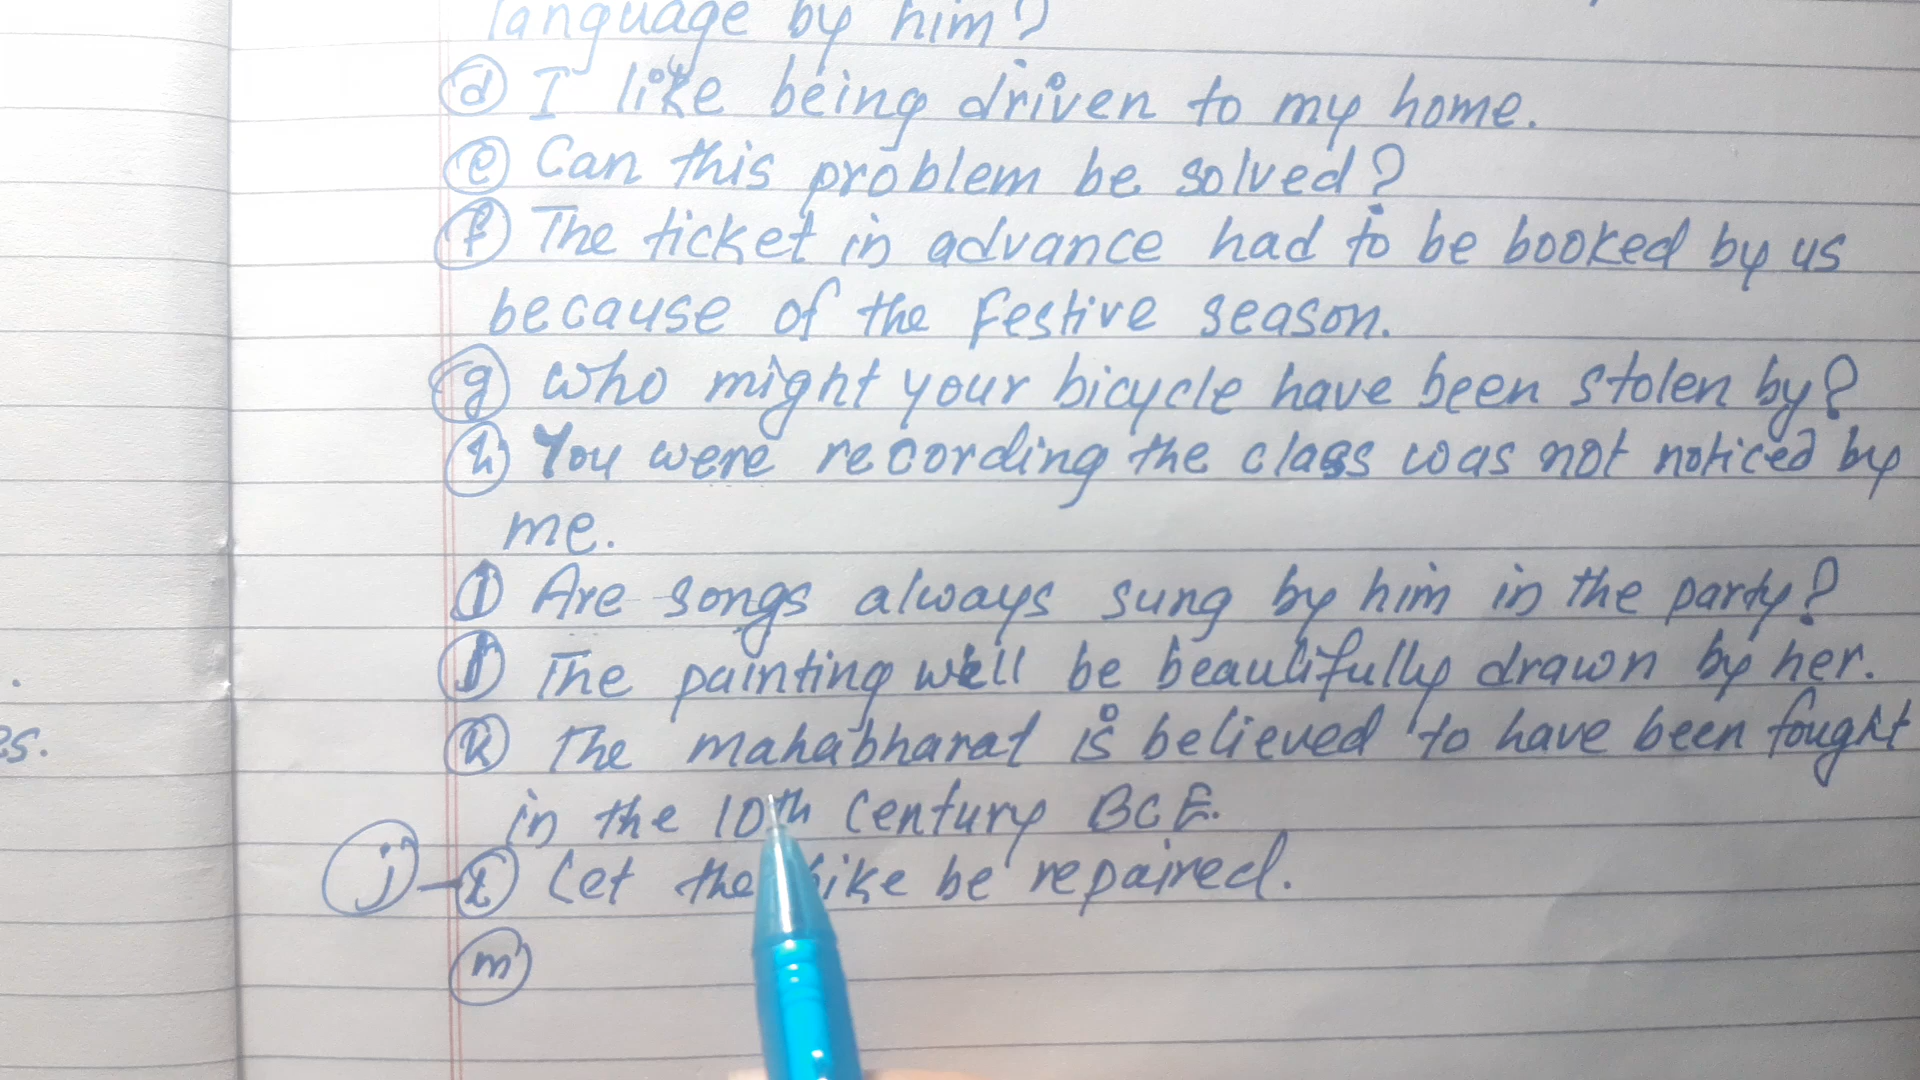 language by him?
(d) I like being driven to my home.
(e) Can this problem be solved?
(f) The ticket in advance had to be booked by us
because of the festive season.
(g) Who might your bicycle have been stolen by?
(h) You were recording the class was not noticed by
me.
(i) Are songs always sung by him in the party?
(j) The painting will be beautifully drawn by her.
es.
(k) The mahabharat is believed to have been fought
in the 10th Century BCE.
(j) - (l) Let the bike be repaired.
(m)